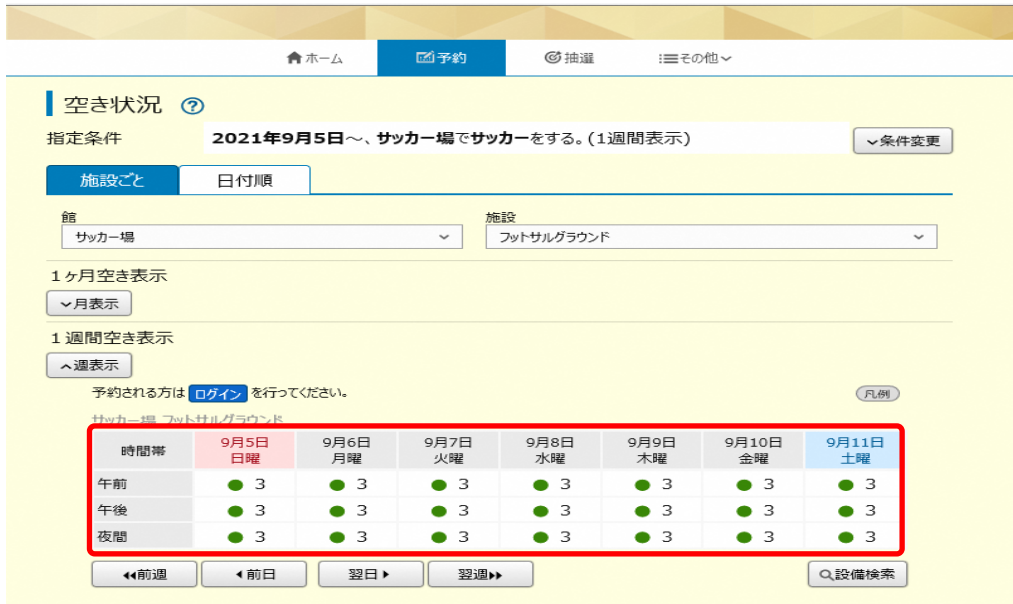 ホーム 予約 抽選 その他
空き状況 ?
指定条件 2021年9月5日～、サッカー場でサッカーをする。(1週間表示) 条件変更
施設ごと 日付順
館 施設
サッカー場 フットサルグラウンド
1ヶ月空き表示
月表示
1週間空き表示
週表示
予約される方は ログイン を行ってください。 凡例
サッカー場 フットサルグラウンド
時間帯 9月5日 9月6日 9月7日 9月8日 9月9日 9月10日 9月11日
日曜 月曜 火曜 水曜 木曜 金曜 土曜
午前 ● 3 ● 3 ● 3 ● 3 ● 3 ● 3 ● 3
午後 ● 3 ● 3 ● 3 ● 3 ● 3 ● 3 ● 3
夜間 ● 3 ● 3 ● 3 ● 3 ● 3 ● 3 ● 3
前週 前日 翌日 翌週 設備検索